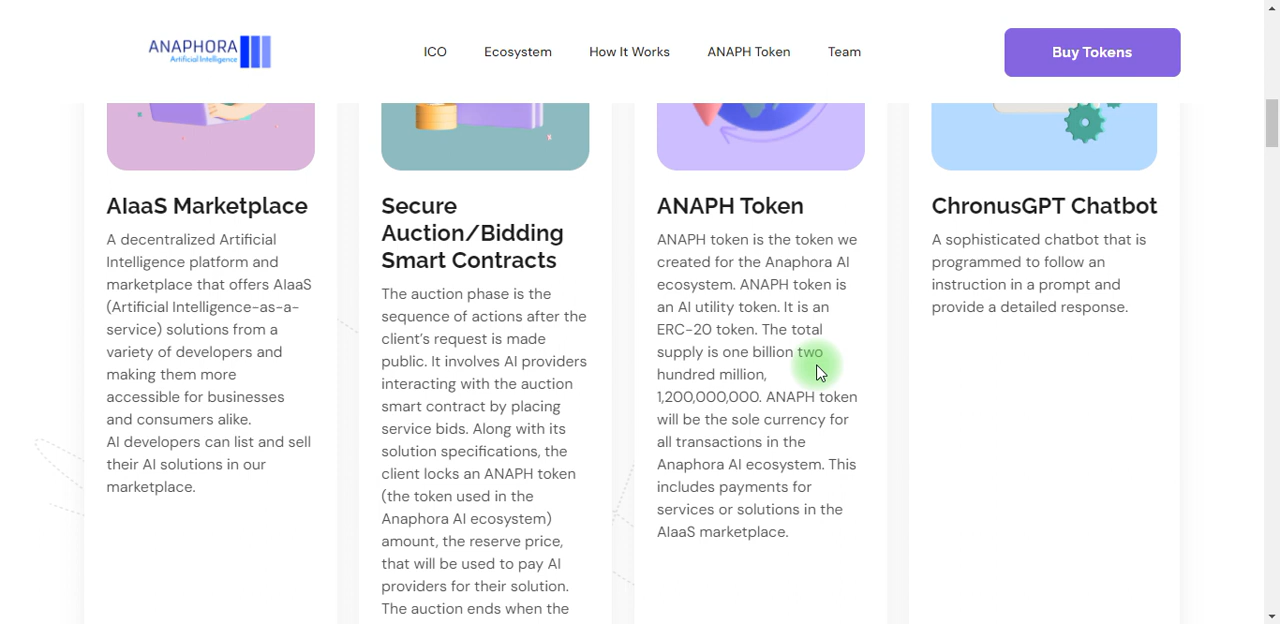 ANAPHORA
Artificial Intelligence
ICO
Ecosystem
How It Works
ANAPH Token
Team
Buy Tokens
AIaaS Marketplace
A decentralized Artificial
Intelligence platform and
marketplace that offers AIaaS
(Artificial Intelligence-as-a-
service) solutions from a
variety of developers and
making them more
accessible for businesses
and consumers alike.
AI developers can list and sell
their AI solutions in our
marketplace.
Secure
Auction/Bidding
Smart Contracts
The auction phase is the
sequence of actions after the
client's request is made
public. It involves AI providers
interacting with the auction
smart contract by placing
service bids. Along with its
solution specifications, the
client locks an ANAPH token
(the token used in the
Anaphora AI ecosystem)
amount, the reserve price,
that will be used to pay AI
providers for their solution.
The auction ends when the
ANAPH Token
ANAPH token is the token we
created for the Anaphora AI
ecosystem. ANAPH token is
an AI utility token. It is an
ERC-20 token. The total
supply is one billion two
hundred million,
1,200,000,000. ANAPH token
will be the sole currency for
all transactions in the
Anaphora AI ecosystem. This
includes payments for
services or solutions in the
AIaaS marketplace.
ChronusGPT Chatbot
A sophisticated chatbot that is
programmed to follow an
instruction in a prompt and
provide a detailed response.